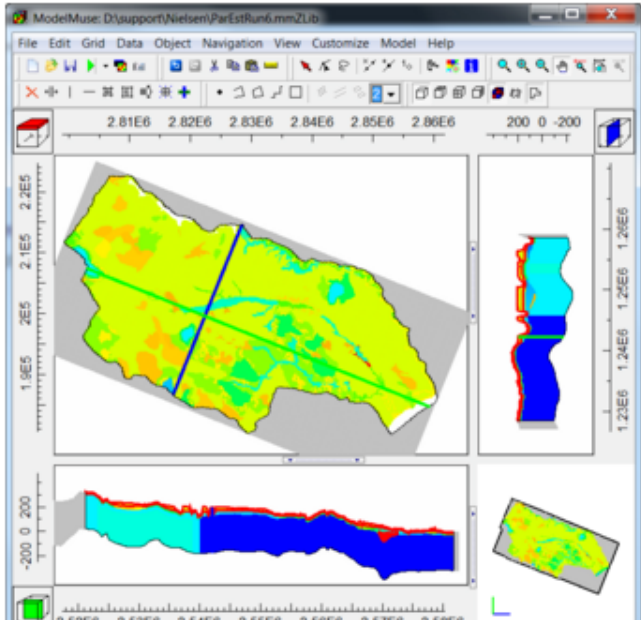 ModelMuse: D:\support\Nielsen\ParEstRun6.mmZLib
File Edit Grid Data Object Navigation View Customize Model Help
2
2.81E6 2.82E6 2.83E6 2.84E6 2.85E6 2.86E6
200 0 -200
2.2E5
2.1E5
2E5
1.9E5
1.26E6
1.25E6
1.24E6
1.23E6
200
0
-200